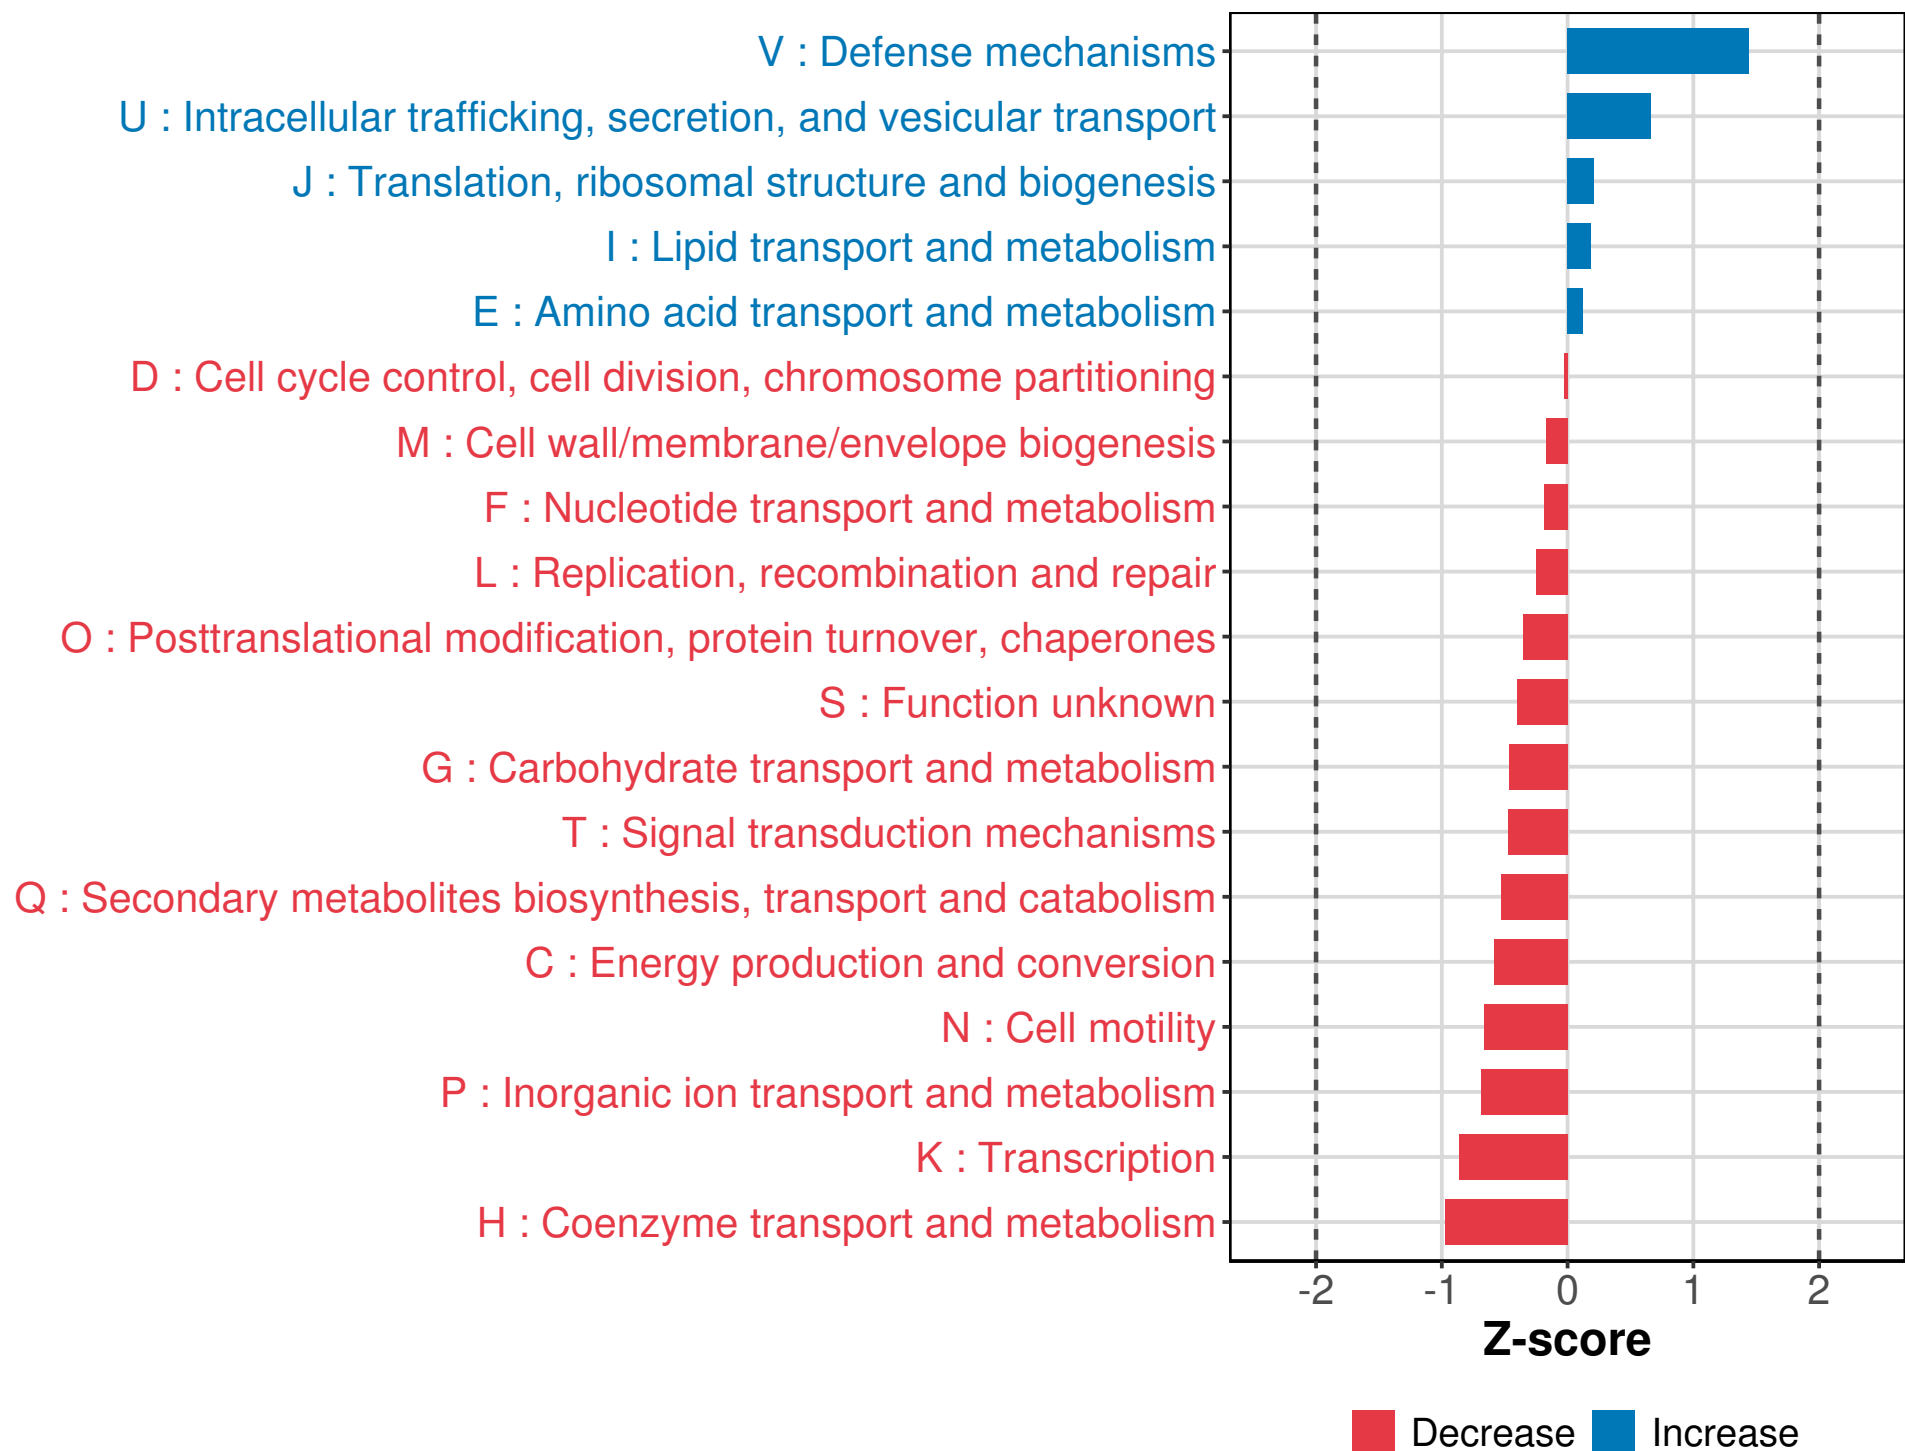 V : Defense mechanisms
U : Intracellular trafficking, secretion, and vesicular transport
J : Translation, ribosomal structure and biogenesis
I : Lipid transport and metabolism
E : Amino acid transport and metabolism
D : Cell cycle control, cell division, chromosome partitioning
M : Cell wall/membrane/envelope biogenesis
F : Nucleotide transport and metabolism
L : Replication, recombination and repair
O : Posttranslational modification, protein turnover, chaperones
S : Function unknown
G : Carbohydrate transport and metabolism
T : Signal transduction mechanisms
Q : Secondary metabolites biosynthesis, transport and catabolism
C : Energy production and conversion
N : Cell motility
P : Inorganic ion transport and metabolism
K : Transcription
H : Coenzyme transport and metabolism
-2 -1 0 1 2
Z-score
Decrease Increase